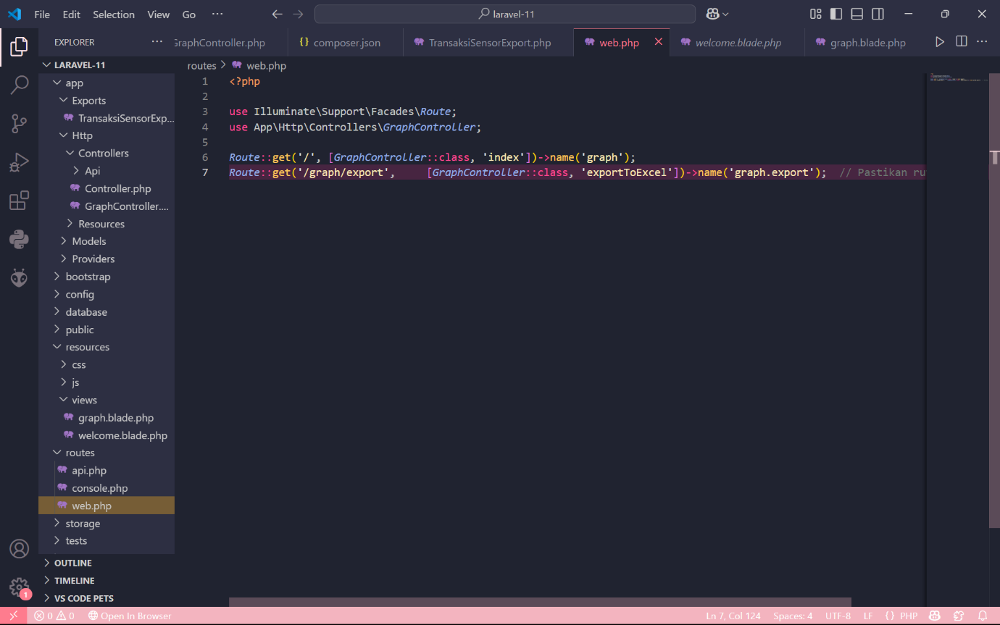 File Edit Selection View Go ···
laravel-11
EXPLORER ···
GraphController.php
{} composer.json
TransaksiSensorExport.php
web.php
welcome.blade.php
graph.blade.php
···
LARAVEL-11
app
Exports
TransaksiSensorExp...
Http
Controllers
Api
Controller.php
GraphController....
Resources
Models
Providers
bootstrap
config
database
public
resources
css
js
views
graph.blade.php
welcome.blade.php
routes
api.php
console.php
web.php
storage
tests
OUTLINE
TIMELINE
VS CODE PETS
routes > web.php
1 <?php
2
3 use Illuminate\Support\Facades\Route;
4 use App\Http\Controllers\GraphController;
5
6 Route::get('/', [GraphController::class, 'index'])->name('graph');
7 Route::get('/graph/export',     [GraphController::class, 'exportToExcel'])->name('graph.export');  // Pastikan ru
1
0 0 Open In Browser
Ln 7, Col 124 Spaces: 4 UTF-8 LF {} PHP